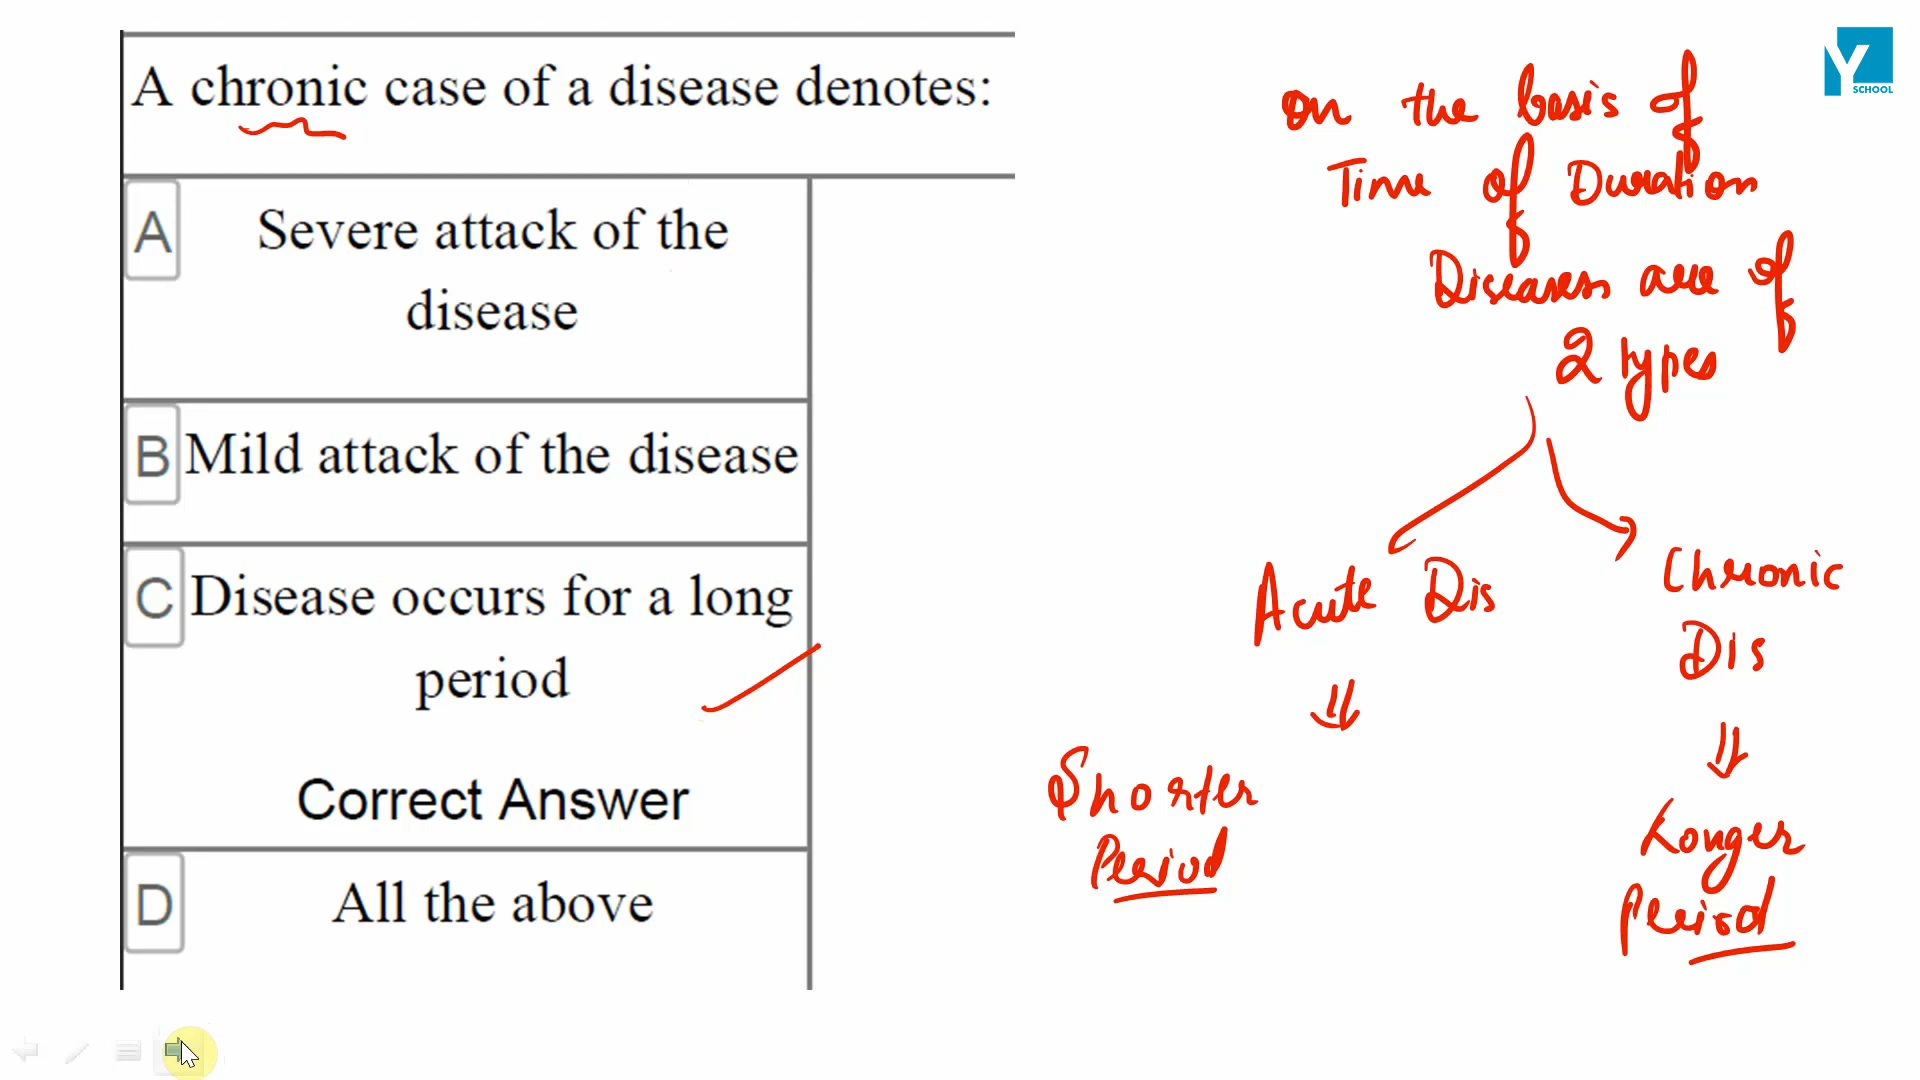 A chronic case of a disease denotes:
A Severe attack of the
disease
B Mild attack of the disease
C Disease occurs for a long
period
Correct Answer
D All the above
on the basis of
Time of Duration
Diseases are of
2 types
Acute Dis
Shorter
Period
Chronic
Dis
Longer
Period
Y
SCHOOL